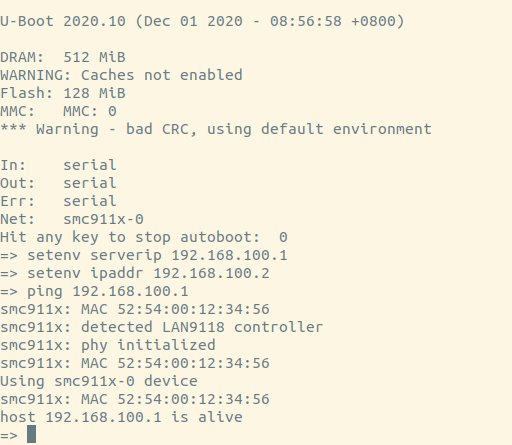 U-Boot 2020.10 (Dec 01 2020 - 08:56:58 +0800)
DRAM:  512 MiB
WARNING: Caches not enabled
Flash: 128 MiB
MMC:   MMC: 0
*** Warning - bad CRC, using default environment
In:    serial
Out:   serial
Err:   serial
Net:   smc911x-0
Hit any key to stop autoboot:  0
=> setenv serverip 192.168.100.1
=> setenv ipaddr 192.168.100.2
=> ping 192.168.100.1
smc911x: MAC 52:54:00:12:34:56
smc911x: detected LAN9118 controller
smc911x: phy initialized
smc911x: MAC 52:54:00:12:34:56
Using smc911x-0 device
smc911x: MAC 52:54:00:12:34:56
host 192.168.100.1 is alive
=>